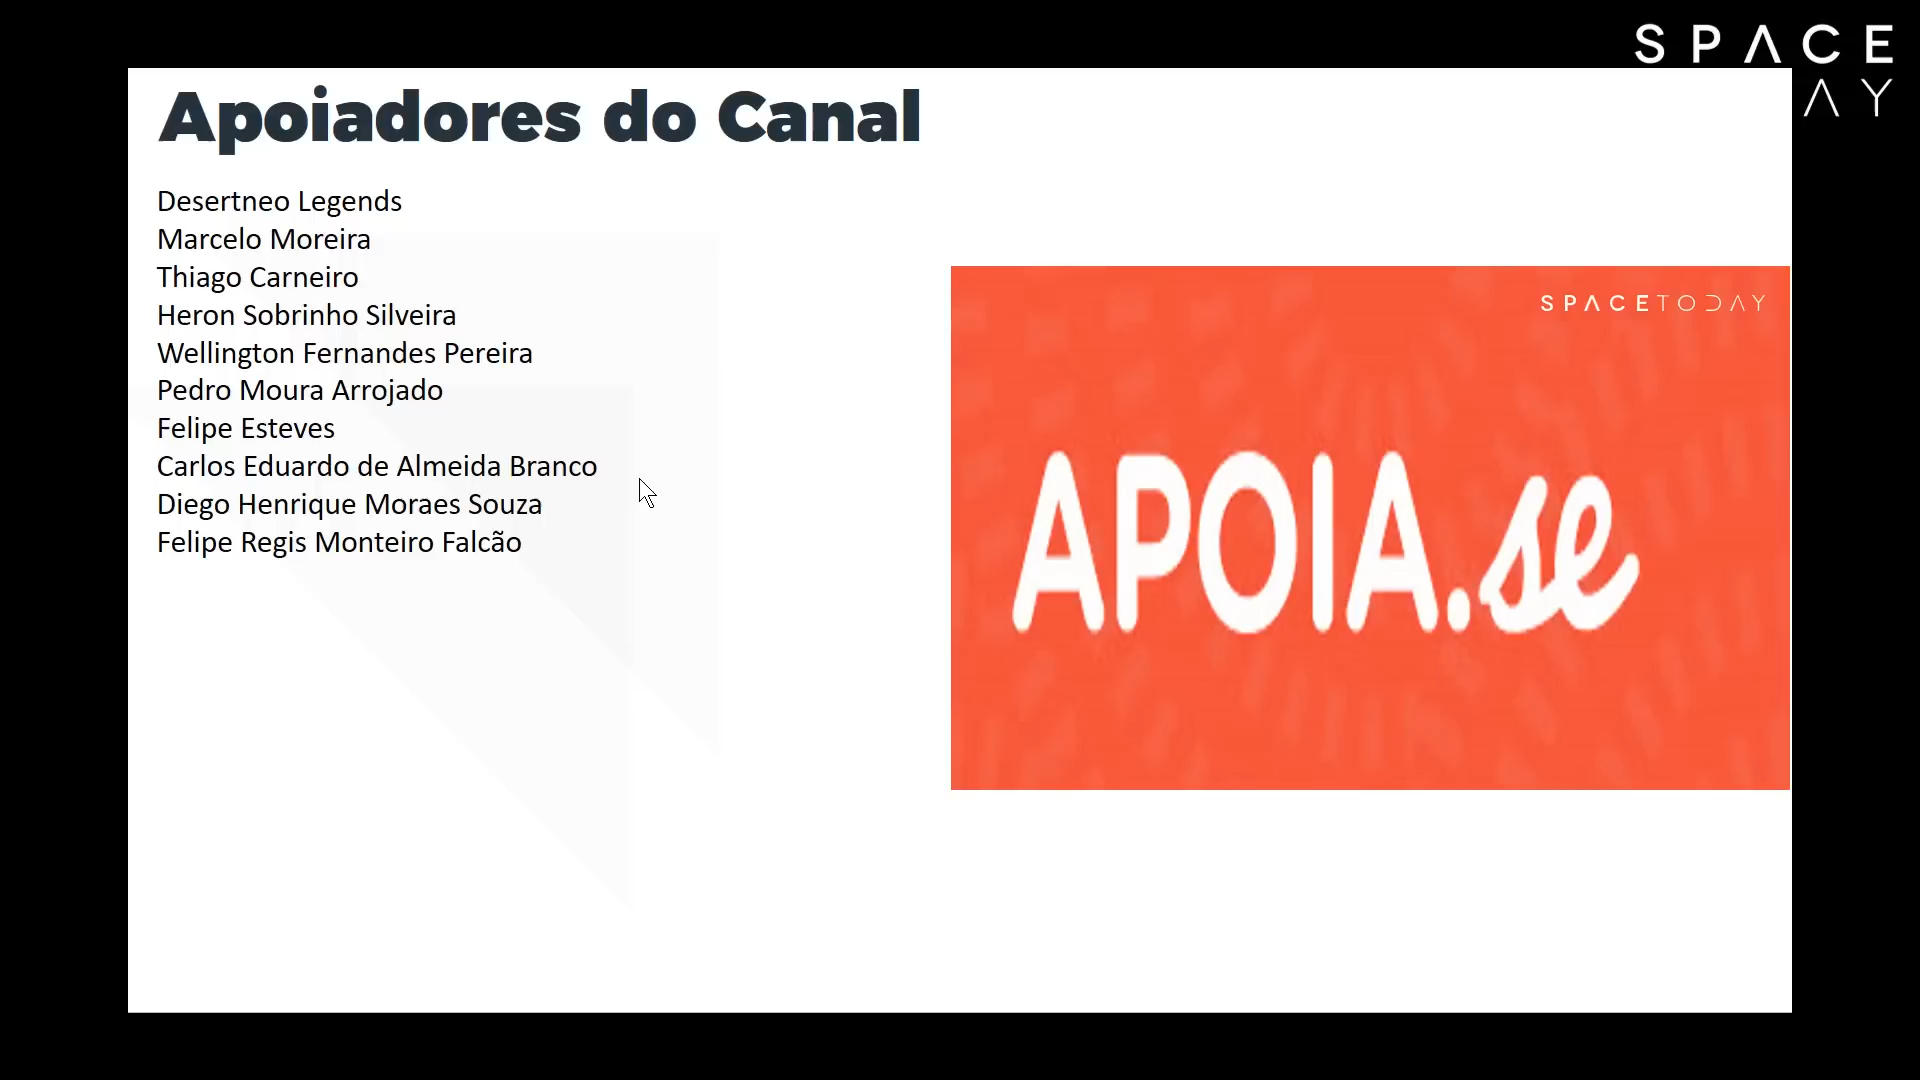 SPACE
AY
Apoiadores do Canal
Desertneo Legends
Marcelo Moreira
Thiago Carneiro
Heron Sobrinho Silveira
Wellington Fernandes Pereira
Pedro Moura Arrojado
Felipe Esteves
Carlos Eduardo de Almeida Branco
Diego Henrique Moraes Souza
Felipe Regis Monteiro Falcão
SPACETODAY
APOIA.se